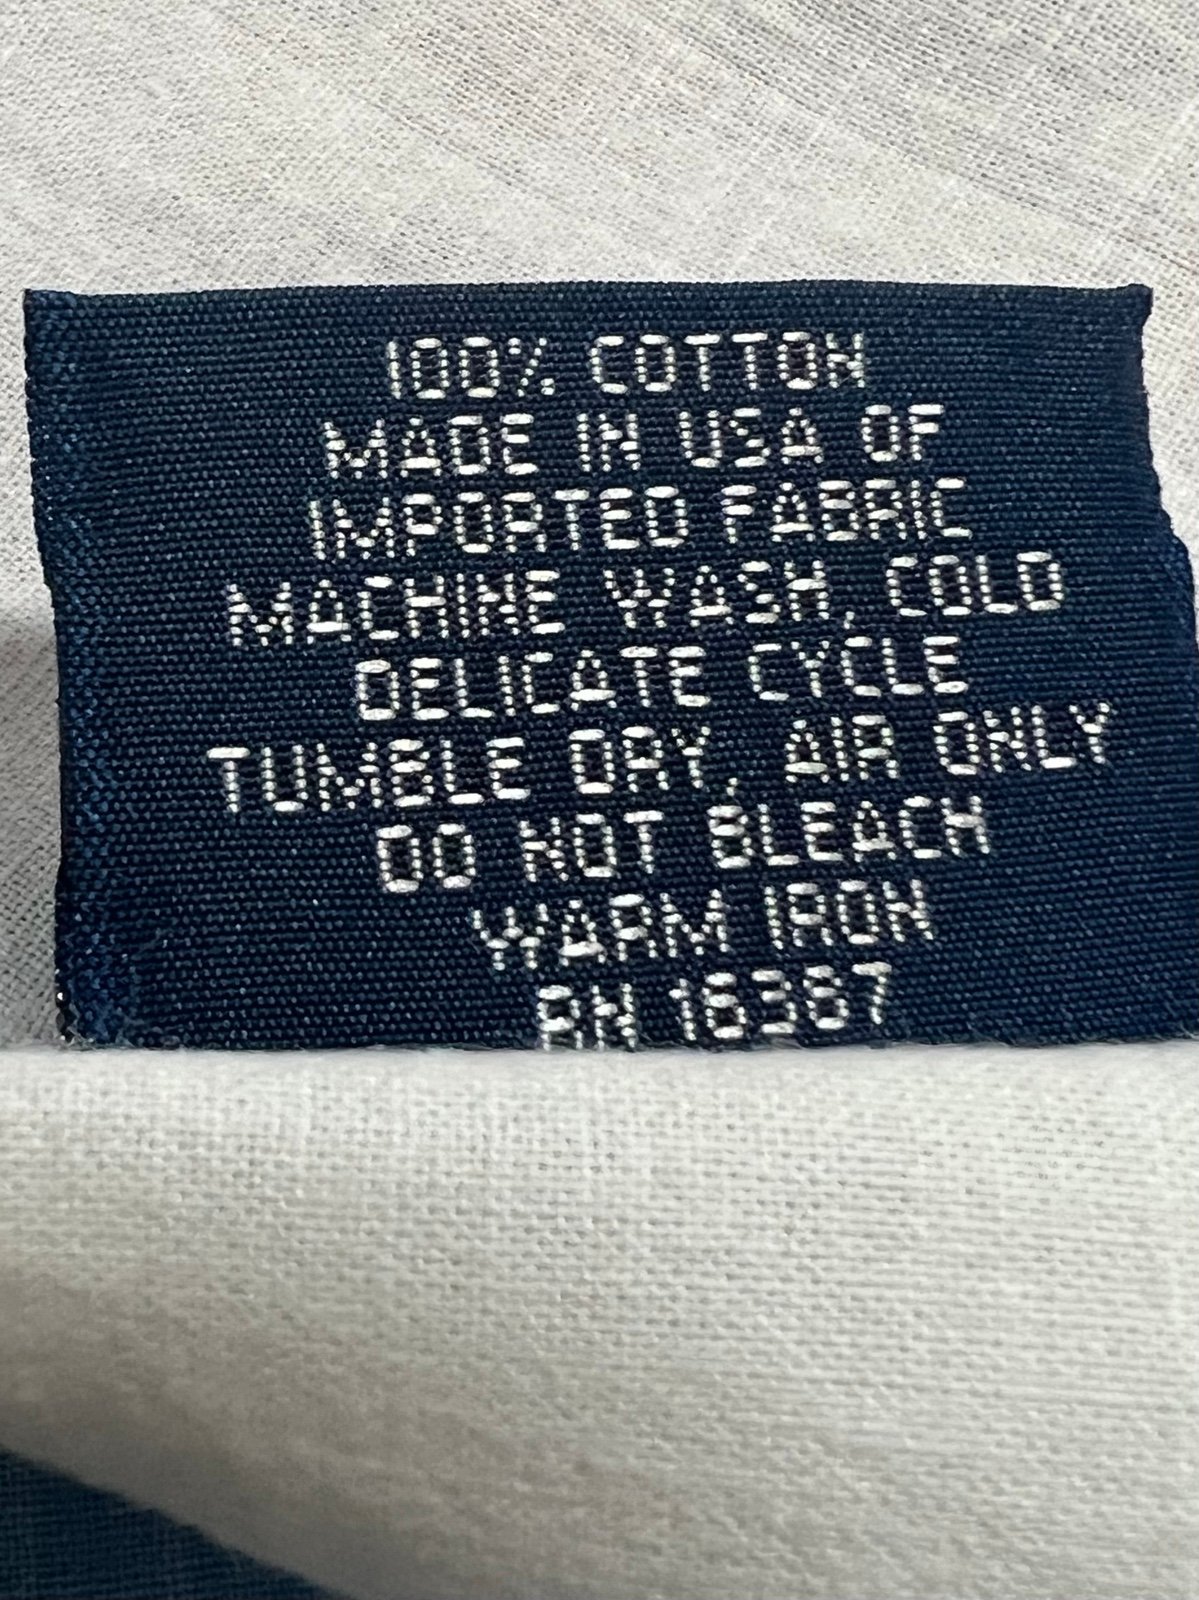 100% COTTON
MADE IN USA OF
IMPORTED FABRIC
MACHINE WASH, COLD
DELICATE CYCLE
TUMBLE DRY, AIR ONLY
DO NOT BLEACH
WARM IRON
RN 16387